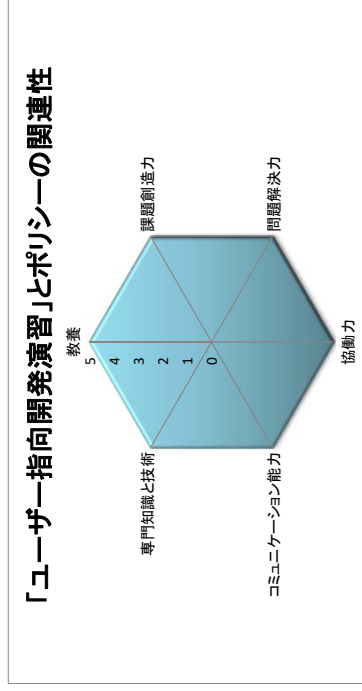 「ユーザー指向開発演習」とポリシーの関連性
教養
5
4
3
2
1
0
課題創造力
問題解決力
協働力
コミュニケーション能力
専門知識と技術